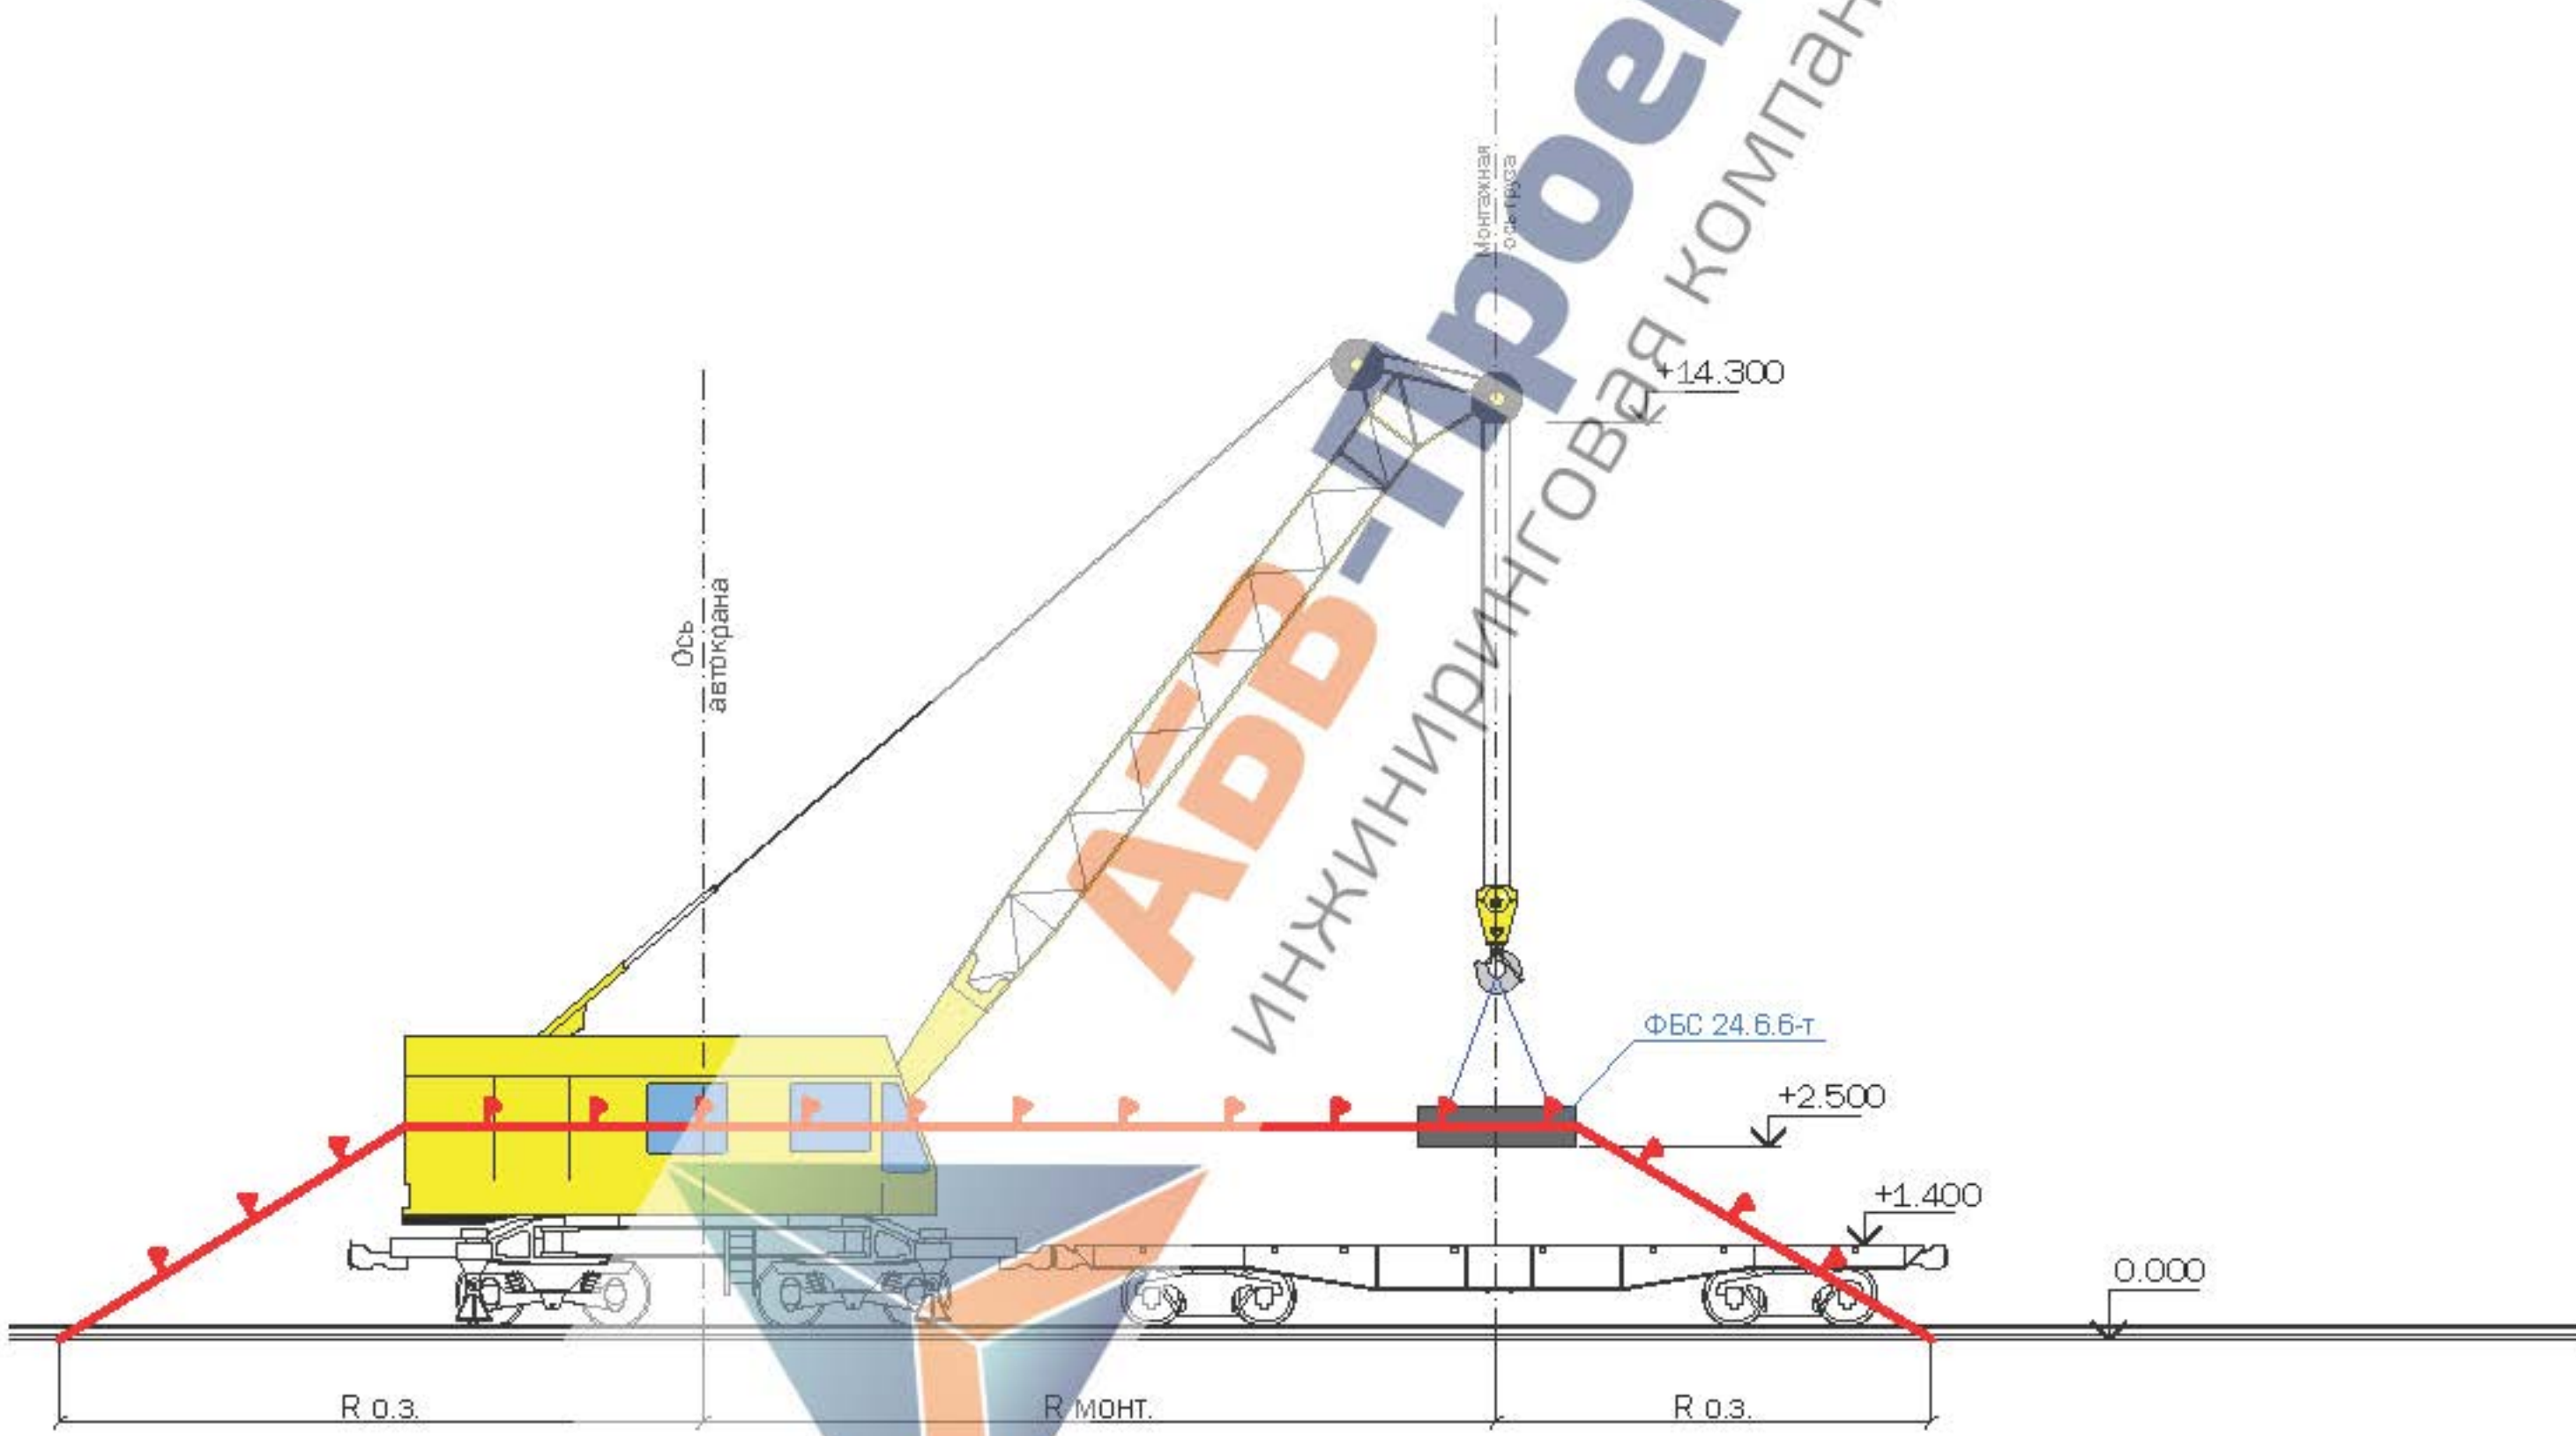 Монтажная
ось груза
+14.300
Ось
автокрана
АВВ-Проек
инжиниринговая компан
ФБС 24.6.6-т
+2.500
+1.400
0.000
R о.з.
R монт.
R о.з.